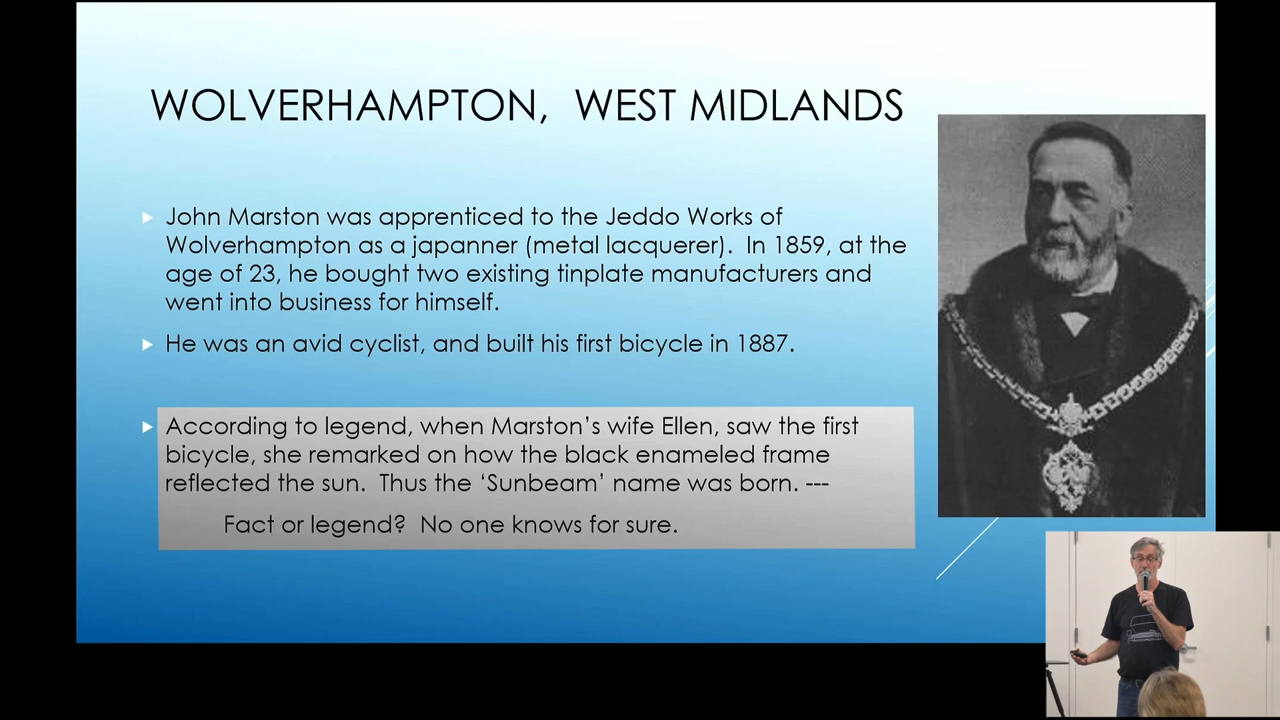 WOLVERHAMPTON, WEST MIDLANDS
John Marston was apprenticed to the Jeddo Works of
Wolverhampton as a japanner (metal lacquerer). In 1859, at the
age of 23, he bought two existing tinplate manufacturers and
went into business for himself.
He was an avid cyclist, and built his first bicycle in 1887.
According to legend, when Marston’s wife Ellen, saw the first
bicycle, she remarked on how the black enameled frame
reflected the sun. Thus the ‘Sunbeam’ name was born. ---
Fact or legend? No one knows for sure.